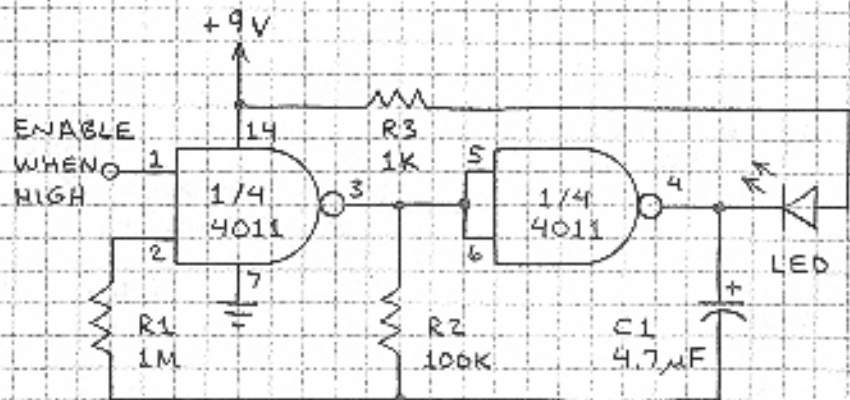 +9V
14
R3
1K
ENABLE
WHEN
HIGH
1
2
1/4
4011
3
7
5
6
1/4
4011
4
LED
R1
1M
R2
100K
C1
4.7µF
+